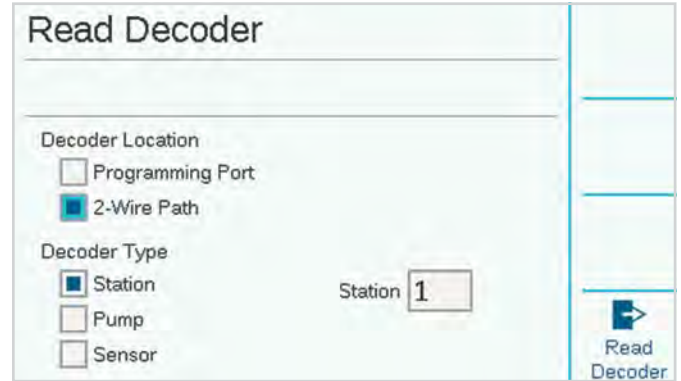 Read Decoder
Decoder Location
Programming Port
2-Wire Path
Decoder Type
Station
Station 1
Pump
Sensor
Read
Decoder